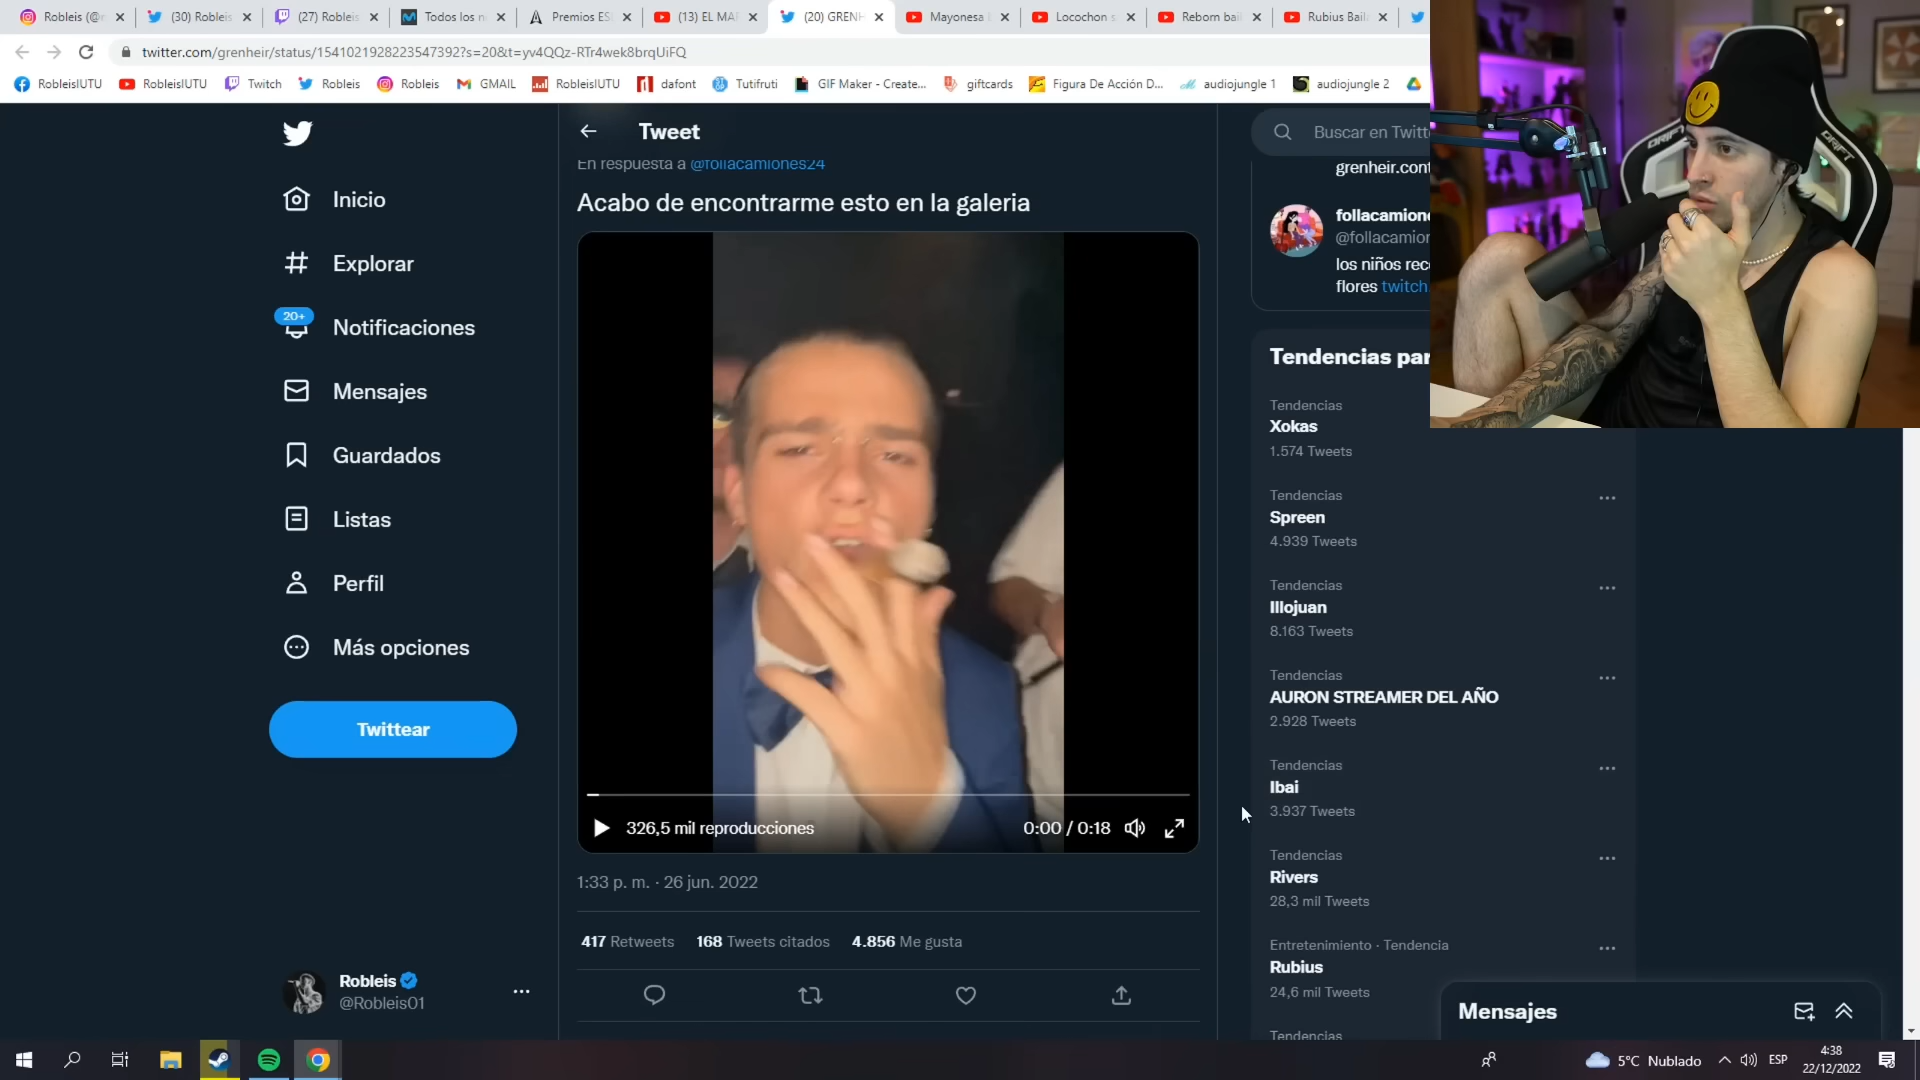 Robleis (@r
(30) Robleis
(27) Robleis
Todos los n
Premios ES
(13) EL MA
(20) GRENH
Mayonesa
Locochon s
Reborn bail
Rubius Bail
twitter.com/grenheir/status/1541021928223547392?s=20&t=yv4QQz-RTr4wek8brqUiFQ
RobleisIUTU
RobleisIUTU
Twitch
Robleis
Robleis
GMAIL
RobleisIUTU
dafont
Tutifruti
GIF Maker - Create...
giftcards
Figura De Acción D...
audiojungle 1
audiojungle 2
Inicio
Explorar
20+
Notificaciones
Mensajes
Guardados
Listas
Perfil
Más opciones
Twittear
Robleis
@Robleis01
Tweet
En respuesta a @follacamiones24
Acabo de encontrarme esto en la galeria
326,5 mil reproducciones
0:00 / 0:18
1:33 p. m. · 26 jun. 2022
417 Retweets 168 Tweets citados 4.856 Me gusta
Buscar en Twitt
grenheir.cont
follacamione
@follacamior
los niños rec
flores twitch
Tendencias par
Tendencias
Xokas
1.574 Tweets
Tendencias
Spreen
4.939 Tweets
Tendencias
Illojuan
8.163 Tweets
Tendencias
AURON STREAMER DEL AÑO
2.928 Tweets
Tendencias
Ibai
3.937 Tweets
Tendencias
Rivers
28,3 mil Tweets
Entretenimiento · Tendencia
Rubius
24,6 mil Tweets
Tendencias
Mensajes
DRIFT
DRIFT
5°C Nublado
ESP
4:38
22/12/2022